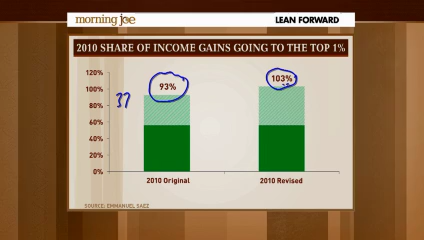 morning joe
LEAN FORWARD
2010 SHARE OF INCOME GAINS GOING TO THE TOP 1%
120%
100%
80%
60%
40%
20%
0%
93%
103%
37
2010 Original
2010 Revised
SOURCE: EMMANUEL SAEZ